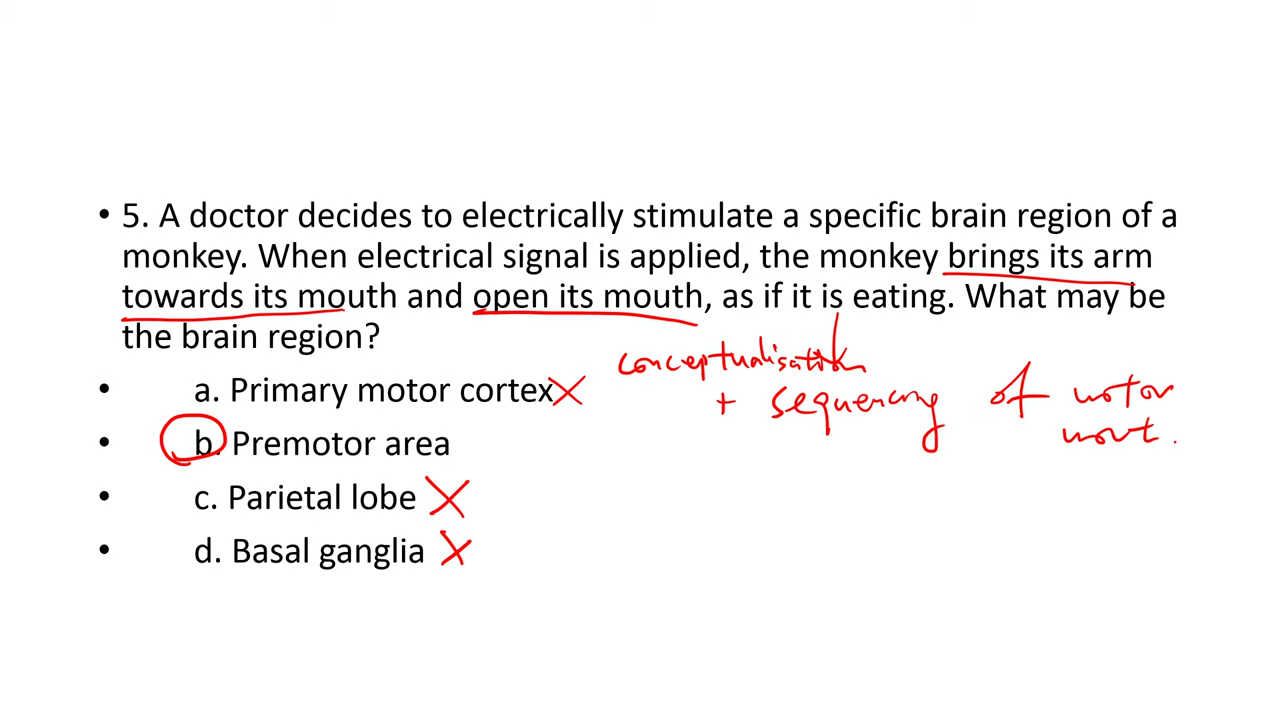 • 5. A doctor decides to electrically stimulate a specific brain region of a
monkey. When electrical signal is applied, the monkey brings its arm
towards its mouth and open its mouth, as if it is eating. What may be
the brain region?
conceptualisation
• a. Primary motor cortex
+ sequencing of motor
movt.
• b. Premotor area
• c. Parietal lobe
• d. Basal ganglia